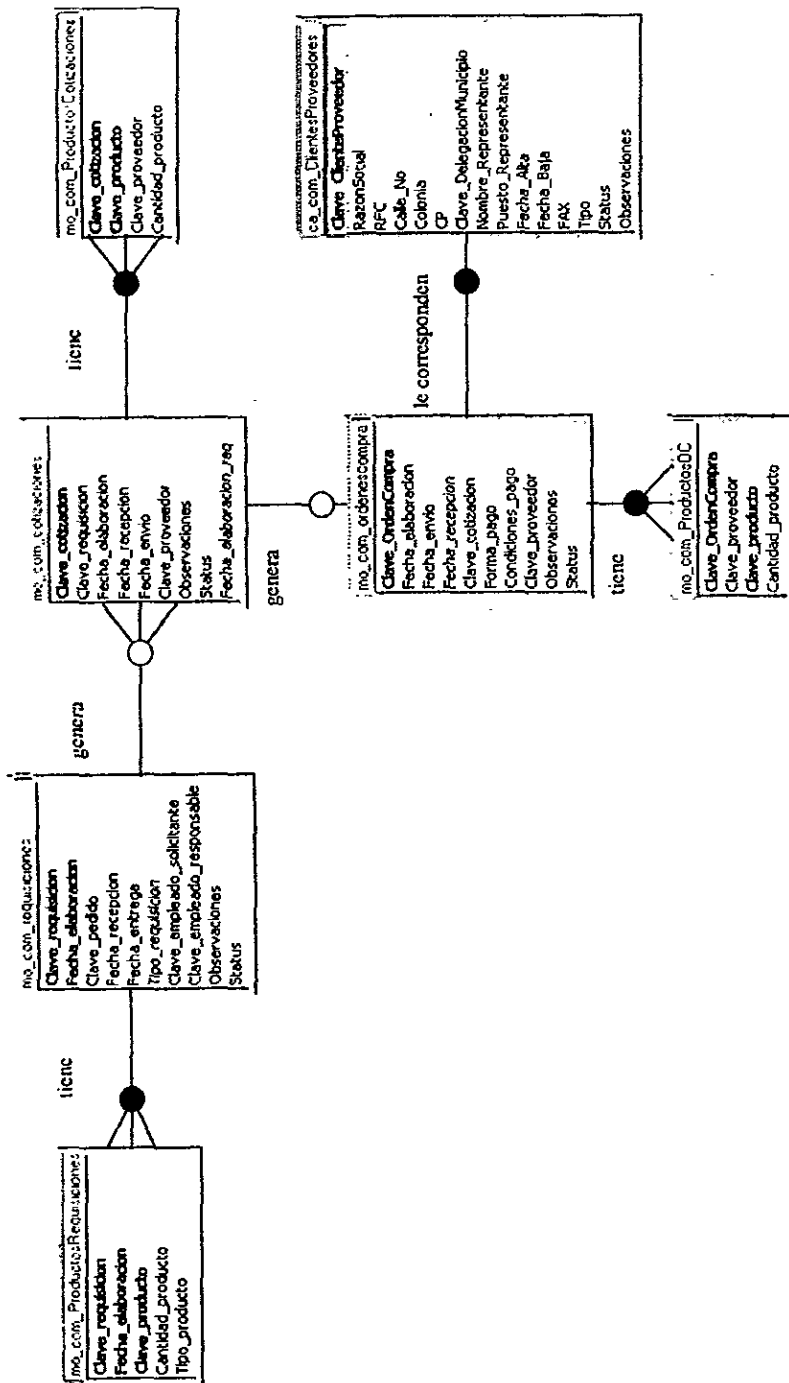 mo_com_ProductosRequisiciones
Clave_requisicion
Fecha_elaboracion
Clave_producto
Cantidad_producto
Tipo_producto
tiene
mo_com_requisiciones
Clave_requisicion
Fecha_elaboracion
Clave_pedido
Fecha_recepcion
Fecha_entrega
Tipo_requisicion
Clave_empleado_solicitante
Clave_empleado_responsable
Observaciones
Status
genera
mo_com_cotizaciones
Clave_cotizacion
Clave_requisicion
Fecha_elaboracion
Fecha_recepcion
Fecha_envio
Clave_proveedor
Observaciones
Status
Fecha_elaboracion_req
tiene
mo_com_Producto Cotizaciones
Clave_cotizacion
Clave_producto
Clave_proveedor
Cantidad_producto
genera
mo_com_ordenescompra
Clave_OrdenCompra
Fecha_elaboracion
Fecha_envio
Fecha_recepcion
Clave_cotizacion
Forma_pago
Condiciones_pago
Clave_proveedor
Observaciones
Status
le corresponden
ca_com_ClientesProveedores
Clave_ClientesProveedor
RazonSocial
RFC
Calle_No
Colonia
CP
Clave_DelegacionMunicipio
Nombre_Representante
Puesto_Representante
Fecha_Alta
Fecha_Baja
FAX
Tipo
Status
Observaciones
tiene
mo_com_ProductosOC
Clave_OrdenCompra
Clave_proveedor
Clave_producto
Cantidad_producto